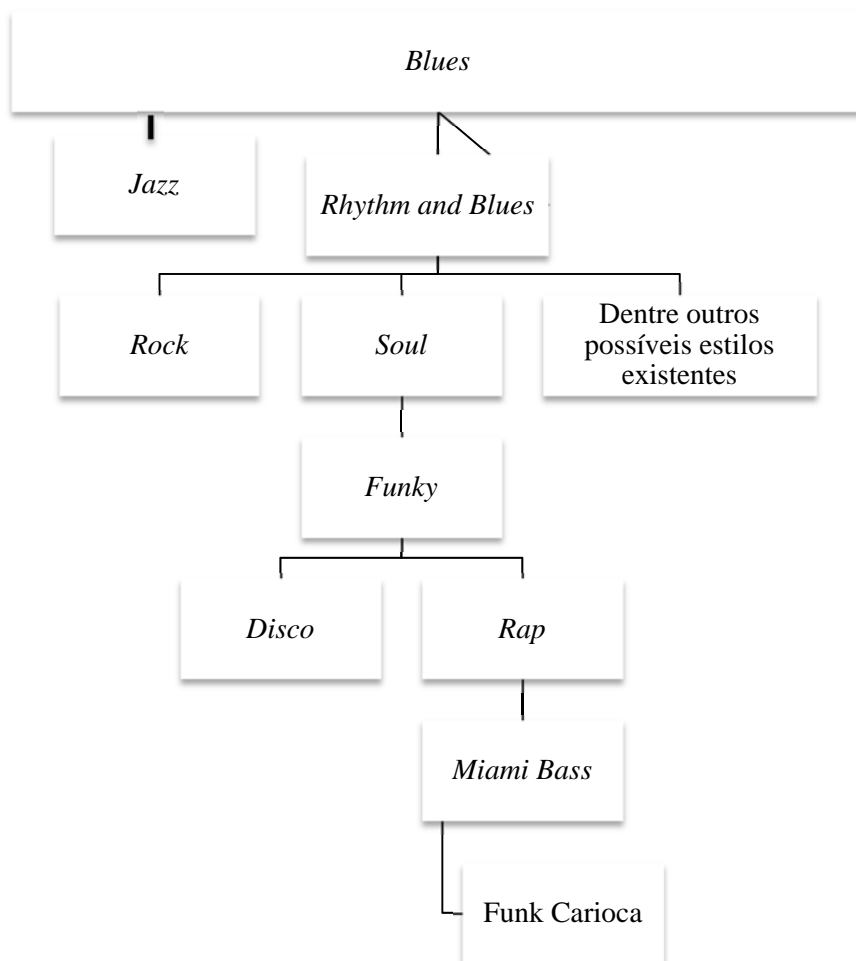 Blues
Jazz
Rhythm and Blues
Rock
Soul
Dentre outros
possíveis estilos
existentes
Funky
Disco
Rap
Miami Bass
Funk Carioca